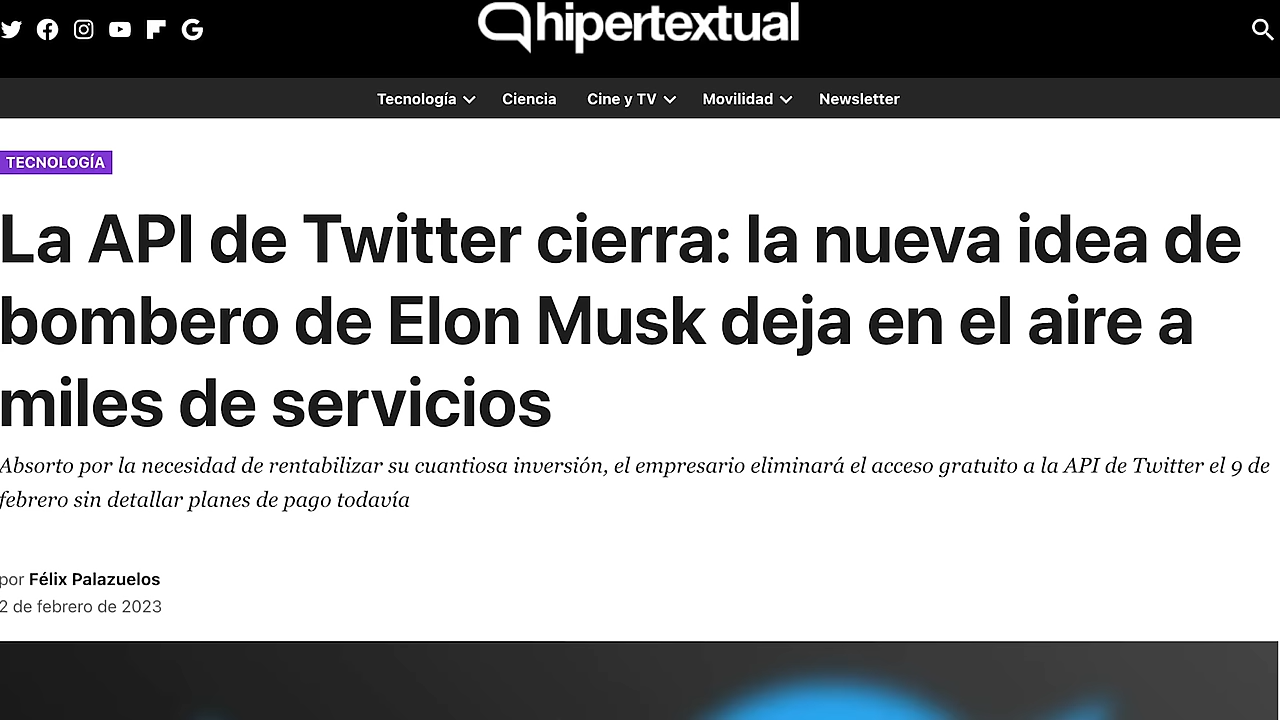 hipertextual
Tecnología Ciencia Cine y TV Movilidad Newsletter
TECNOLOGÍA
La API de Twitter cierra: la nueva idea de
bombero de Elon Musk deja en el aire a
miles de servicios
Absorto por la necesidad de rentabilizar su cuantiosa inversión, el empresario eliminará el acceso gratuito a la API de Twitter el 9 de
febrero sin detallar planes de pago todavía
por Félix Palazuelos
2 de febrero de 2023